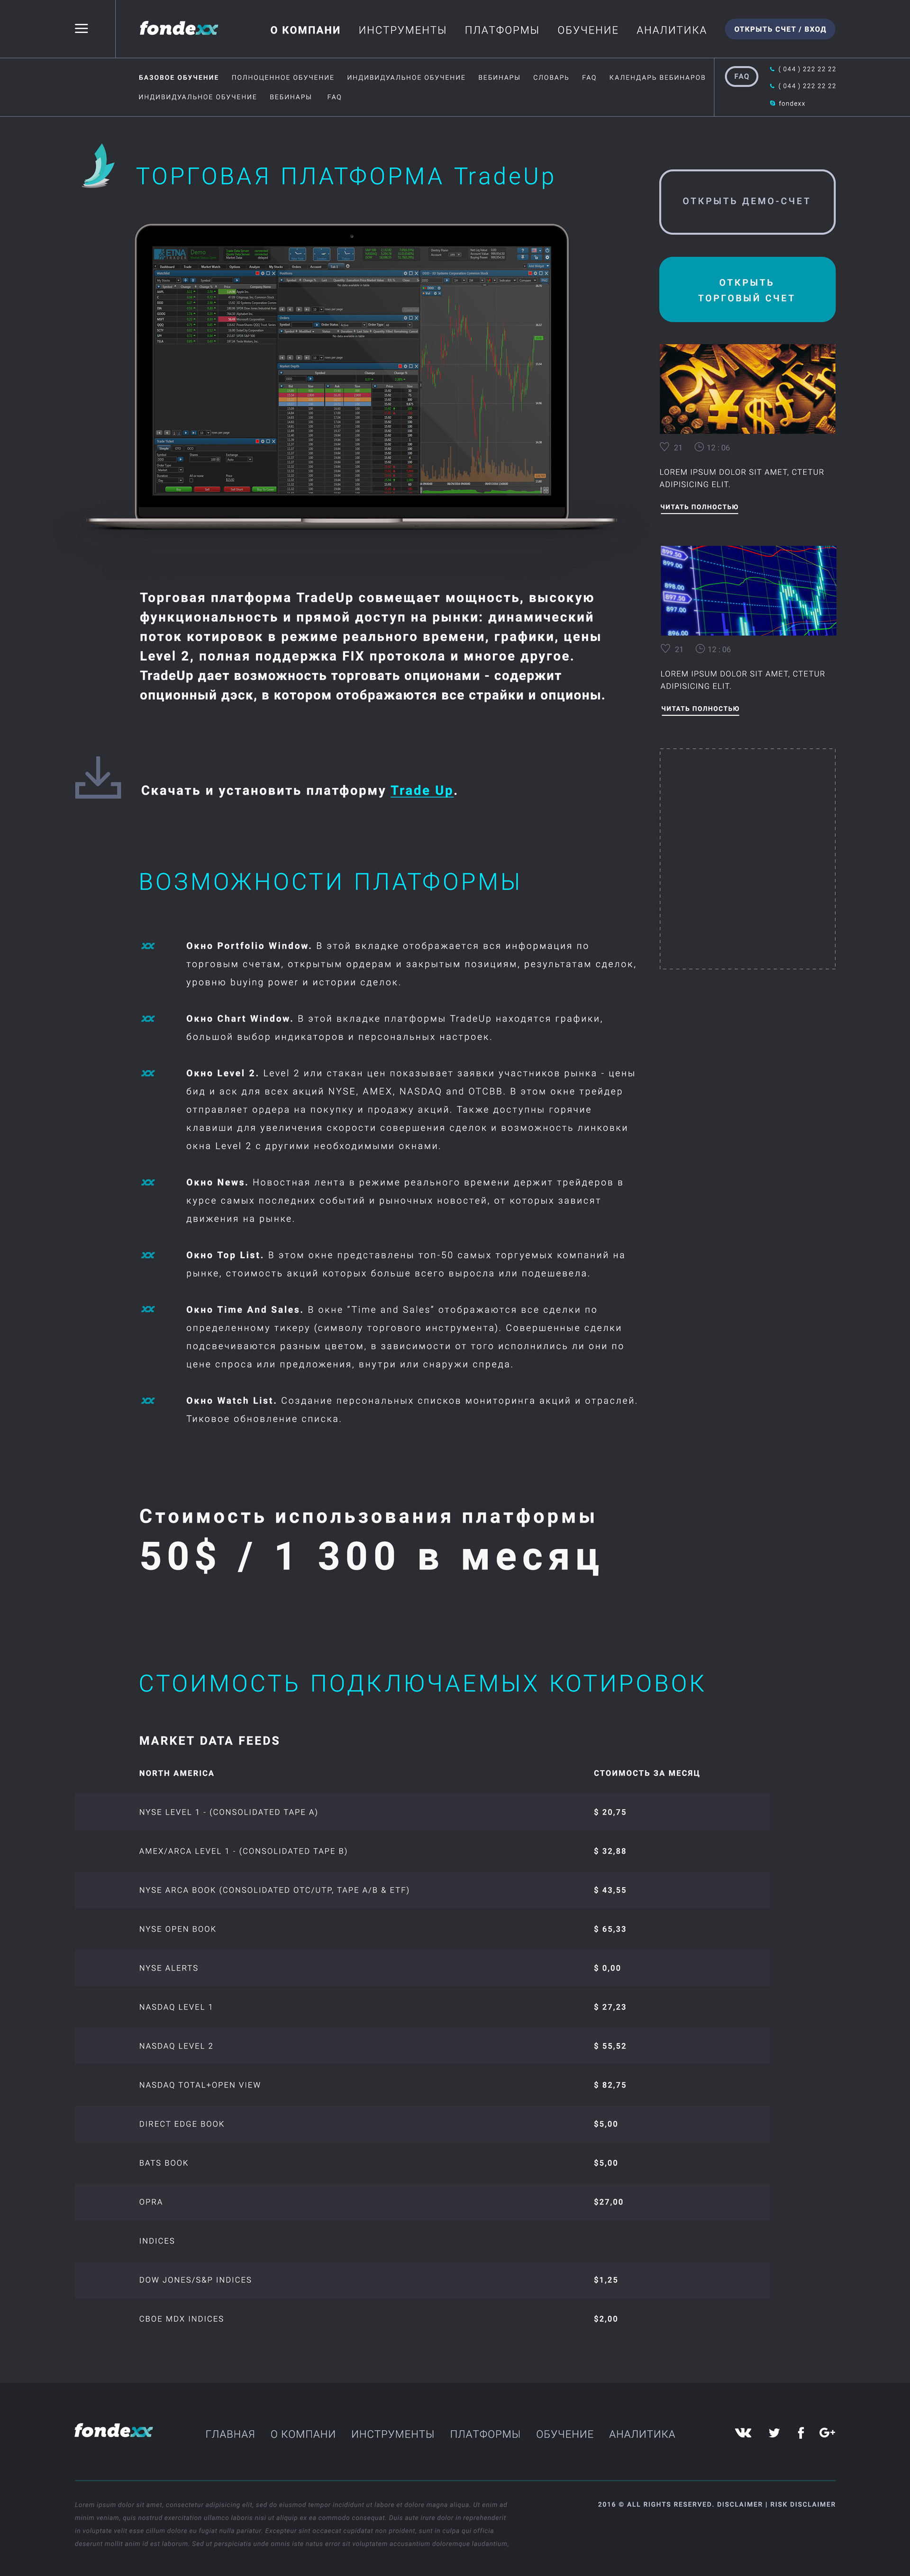 fondexx
О КОМПАНИ ИНСТРУМЕНТЫ ПЛАТФОРМЫ ОБУЧЕНИЕ АНАЛИТИКА
ОТКРЫТЬ СЧЕТ / ВХОД
БАЗОВОЕ ОБУЧЕНИЕ ПОЛНОЦЕННОЕ ОБУЧЕНИЕ ИНДИВИДУАЛЬНОЕ ОБУЧЕНИЕ ВЕБИНАРЫ СЛОВАРЬ FAQ КАЛЕНДАРЬ ВЕБИНАРОВ
ИНДИВИДУАЛЬНОЕ ОБУЧЕНИЕ ВЕБИНАРЫ FAQ
FAQ
( 044 ) 222 22 22
( 044 ) 222 22 22
fondexx
ТОРГОВАЯ ПЛАТФОРМА TradeUp
ETNA
Demo
ОТКРЫТЬ ДЕМО-СЧЕТ
ОТКРЫТЬ
ТОРГОВЫЙ СЧЕТ
21 12 : 06
LOREM IPSUM DOLOR SIT AMET, CTETUR
ADIPISICING ELIT.
ЧИТАТЬ ПОЛНОСТЬЮ
899.50
899.00
898.00
897.50
897.00
896.00
21 12 : 06
LOREM IPSUM DOLOR SIT AMET, CTETUR
ADIPISICING ELIT.
ЧИТАТЬ ПОЛНОСТЬЮ
Торговая платформа TradeUp совмещает мощность, высокую
функциональность и прямой доступ на рынки: динамический
поток котировок в режиме реального времени, графики, цены
Level 2, полная поддержка FIX протокола и многое другое.
TradeUp дает возможность торговать опционами - содержит
опционный дэск, в котором отображаются все страйки и опционы.
Скачать и установить платформу Trade Up.
ВОЗМОЖНОСТИ ПЛАТФОРМЫ
Окно Portfolio Window. В этой вкладке отображается вся информация по
торговым счетам, открытым ордерам и закрытым позициям, результатам сделок,
уровню buying power и истории сделок.
Окно Chart Window. В этой вкладке платформы TradeUp находятся графики,
большой выбор индикаторов и персональных настроек.
Окно Level 2. Level 2 или стакан цен показывает заявки участников рынка - цены
бид и аск для всех акций NYSE, AMEX, NASDAQ and OTCBB. В этом окне трейдер
отправляет ордера на покупку и продажу акций. Также доступны горячие
клавиши для увеличения скорости совершения сделок и возможность линковки
окна Level 2 с другими необходимыми окнами.
Окно News. Новостная лента в режиме реального времени держит трейдеров в
курсе самых последних событий и рыночных новостей, от которых зависят
движения на рынке.
Окно Top List. В этом окне представлены топ-50 самых торгуемых компаний на
рынке, стоимость акций которых больше всего выросла или подешевела.
Окно Time And Sales. В окне “Time and Sales” отображаются все сделки по
определенному тикеру (символу торгового инструмента). Совершенные сделки
подсвечиваются разным цветом, в зависимости от того исполнились ли они по
цене спроса или предложения, внутри или снаружи спреда.
Окно Watch List. Создание персональных списков мониторинга акций и отраслей.
Тиковое обновление списка.
Стоимость использования платформы
50$ / 1 300 в месяц
СТОИМОСТЬ ПОДКЛЮЧАЕМЫХ КОТИРОВОК
MARKET DATA FEEDS
NORTH AMERICA СТОИМОСТЬ ЗА МЕСЯЦ
NYSE LEVEL 1 - (CONSOLIDATED TAPE A) $ 20,75
AMEX/ARCA LEVEL 1 - (CONSOLIDATED TAPE B) $ 32,88
NYSE ARCA BOOK (CONSOLIDATED OTC/UTP, TAPE A/B & ETF) $ 43,55
NYSE OPEN BOOK $ 65,33
NYSE ALERTS $ 0,00
NASDAQ LEVEL 1 $ 27,23
NASDAQ LEVEL 2 $ 55,52
NASDAQ TOTAL+OPEN VIEW $ 82,75
DIRECT EDGE BOOK $5,00
BATS BOOK $5,00
OPRA $27,00
INDICES
DOW JONES/S&P INDICES $1,25
CBOE MDX INDICES $2,00
fondexx
ГЛАВНАЯ О КОМПАНИ ИНСТРУМЕНТЫ ПЛАТФОРМЫ ОБУЧЕНИЕ АНАЛИТИКА
2016 © ALL RIGHTS RESERVED. DISCLAIMER | RISK DISCLAIMER
Lorem ipsum dolor sit amet, consectetur adipisicing elit, sed do eiusmod tempor incididunt ut labore et dolore magna aliqua. Ut enim ad
minim veniam, quis nostrud exercitation ullamco laboris nisi ut aliquip ex ea commodo consequat. Duis aute irure dolor in reprehenderit
in voluptate velit esse cillum dolore eu fugiat nulla pariatur. Excepteur sint occaecat cupidatat non proident, sunt in culpa qui officia
deserunt mollit anim id est laborum. Sed ut perspiciatis unde omnis iste natus error sit voluptatem accusantium doloremque laudantium,